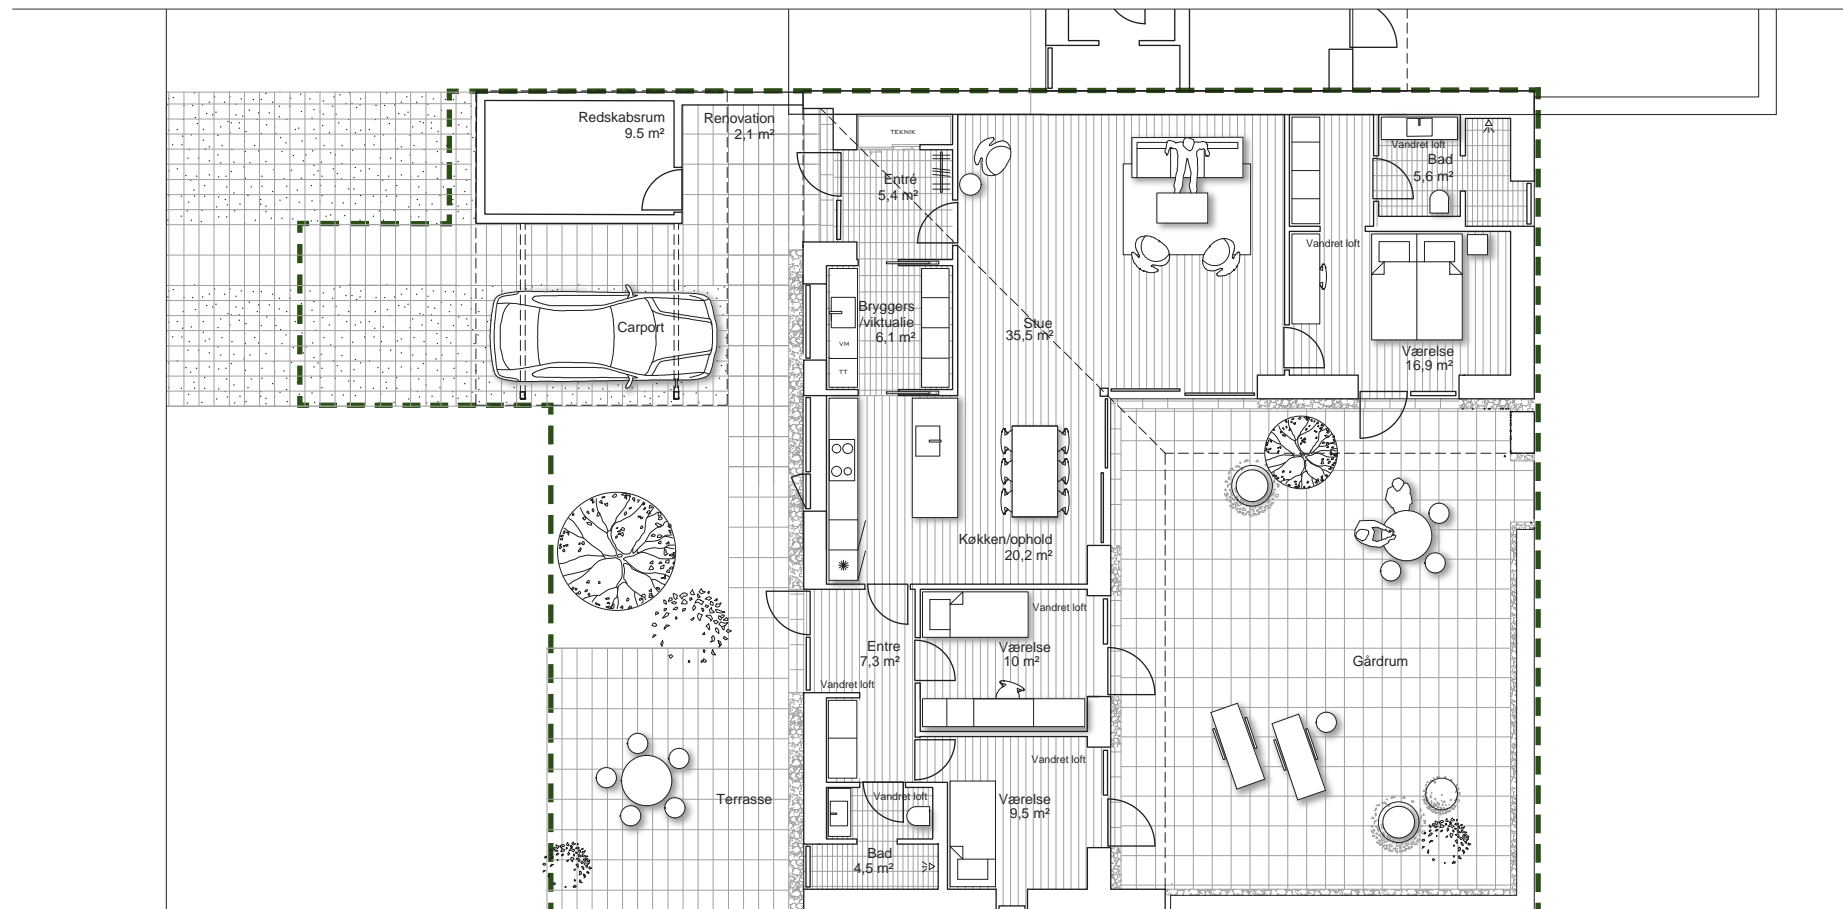 Redskabsrum
9.5 m²
Renovation
2,1 m²
TEKNIK
Entré
5,4 m²
Vandret loft
Bad
5,6 m²
Vandret loft
Bryggers
/viktualie
6,1 m²
VM
TT
Carport
Stue
35,5 m²
Værelse
16,9 m²
Køkken/ophold
20,2 m²
Vandret loft
Entre
7,3 m²
Værelse
10 m²
Gårdrum
Vandret loft
Vandret loft
Terrasse
Vandret loft
Værelse
9,5 m²
Bad
4,5 m²